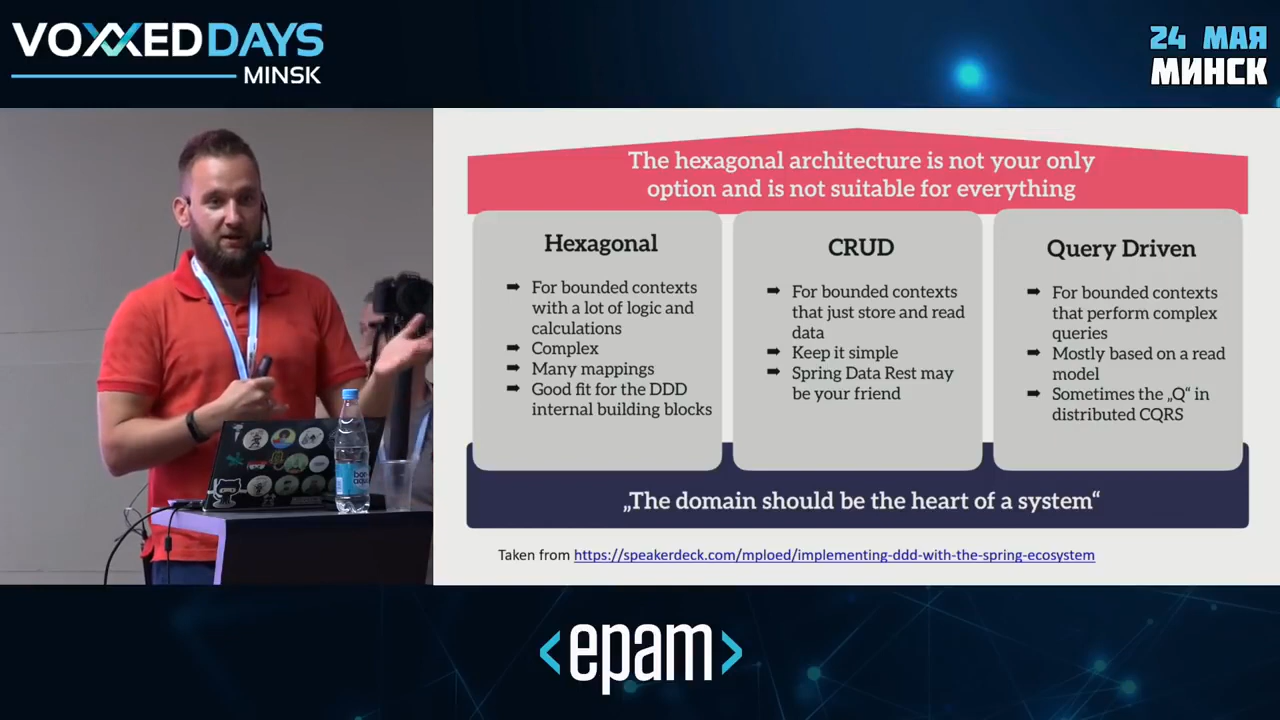 VOXXEDDAYS
MINSK
24 МАЯ
МИНСК
The hexagonal architecture is not your only
option and is not suitable for everything
Hexagonal
➡ For bounded contexts
with a lot of logic and
calculations
➡ Complex
➡ Many mappings
➡ Good fit for the DDD
internal building blocks
CRUD
➡ For bounded contexts
that just store and read
data
➡ Keep it simple
➡ Spring Data Rest may
be your friend
Query Driven
➡ For bounded contexts
that perform complex
queries
➡ Mostly based on a read
model
➡ Sometimes the „Q“ in
distributed CQRS
„The domain should be the heart of a system“
Taken from https://speakerdeck.com/mploed/implementing-ddd-with-the-spring-ecosystem
<epam>